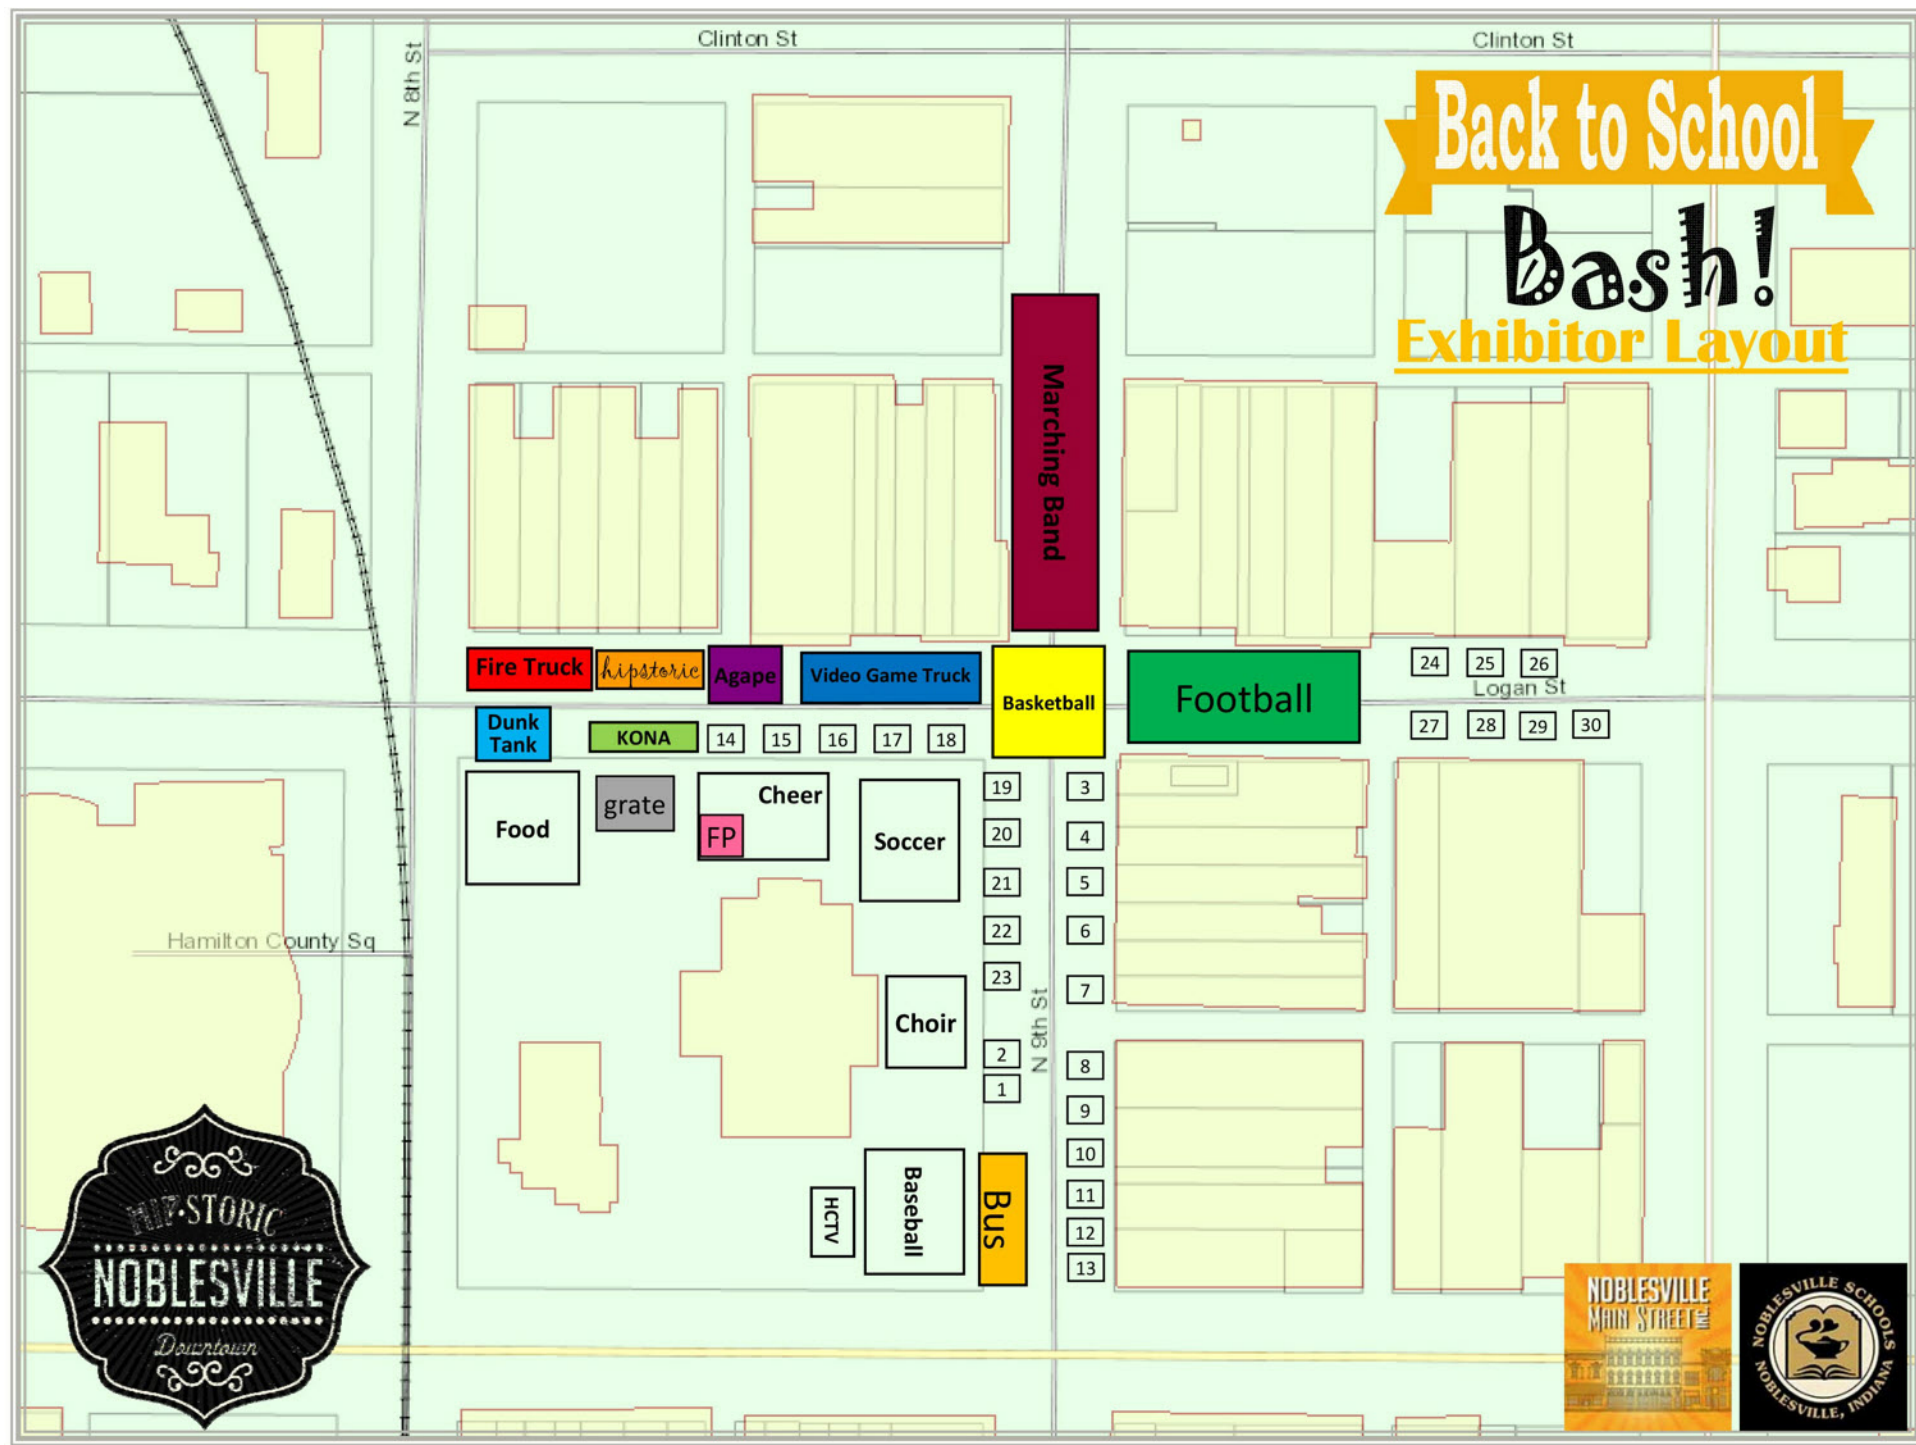 Clinton St
Clinton St
N 8th St
Back to School
Bash!
Exhibitor Layout
Marching Band
Fire Truck
hipstoric
Agape
Video Game Truck
Basketball
Football
24
25
26
Logan St
Dunk
Tank
KONA
14
15
16
17
18
27
28
29
30
Food
grate
Cheer
FP
Soccer
19
3
20
4
21
5
22
6
Hamilton County Sq
23
7
Choir
N 9th St
2
8
1
9
10
11
12
13
HCTV
Baseball
Bus
HIP·STORIC
NOBLESVILLE
Downtown
NOBLESVILLE
MAIN STREET INC.
NOBLESVILLE SCHOOLS
NOBLESVILLE, INDIANA